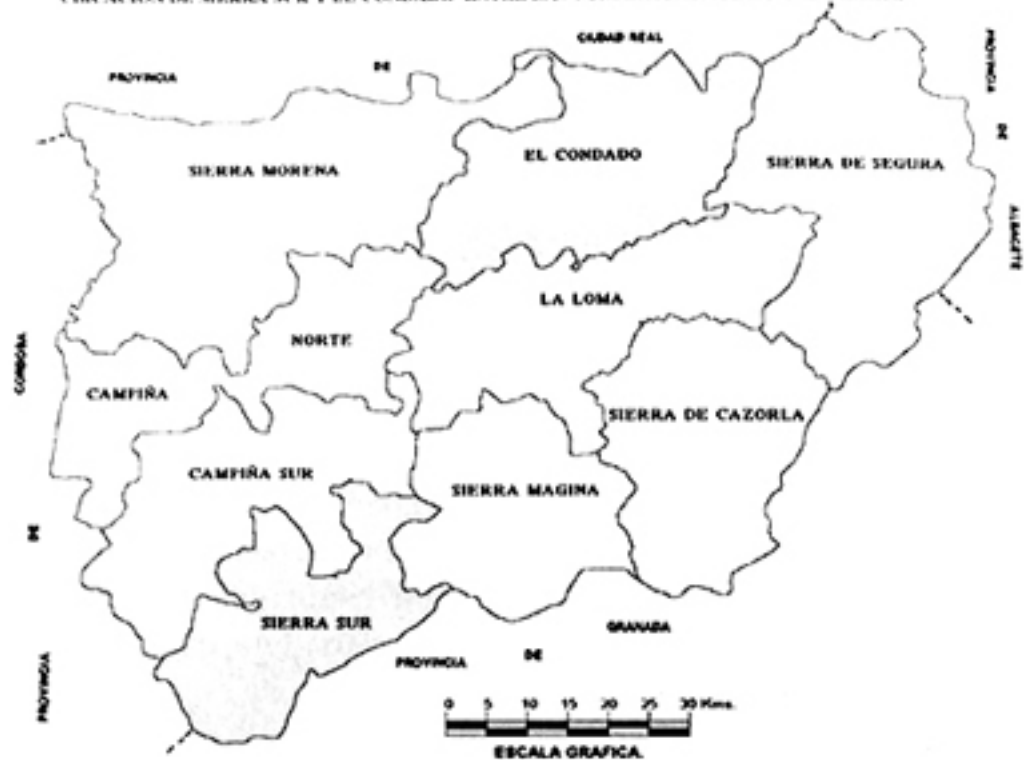 CIUDAD REAL
DE
PROVINCIA
PROVINCIA
DE
ALBACETE
SIERRA MORENA
EL CONDADO
SIERRA DE SEGURA
LA LOMA
NORTE
CORDOBA
CAMPIÑA
SIERRA DE CAZORLA
CAMPIÑA SUR
SIERRA MAGINA
DE
SIERRA SUR
GRANADA
DE
PROVINCIA
PROVINCIA
0 5 10 15 20 25 30 Kms.
ESCALA GRAFICA.